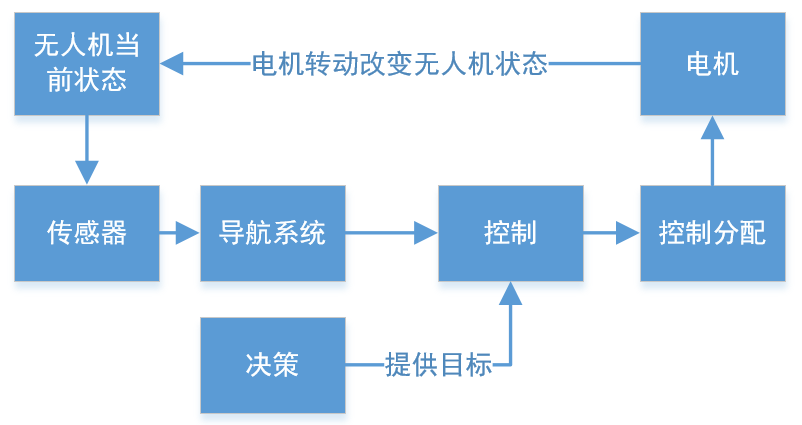 无人机当
前状态
电机转动改变无人机状态
电机
传感器
导航系统
控制
控制分配
决策
提供目标